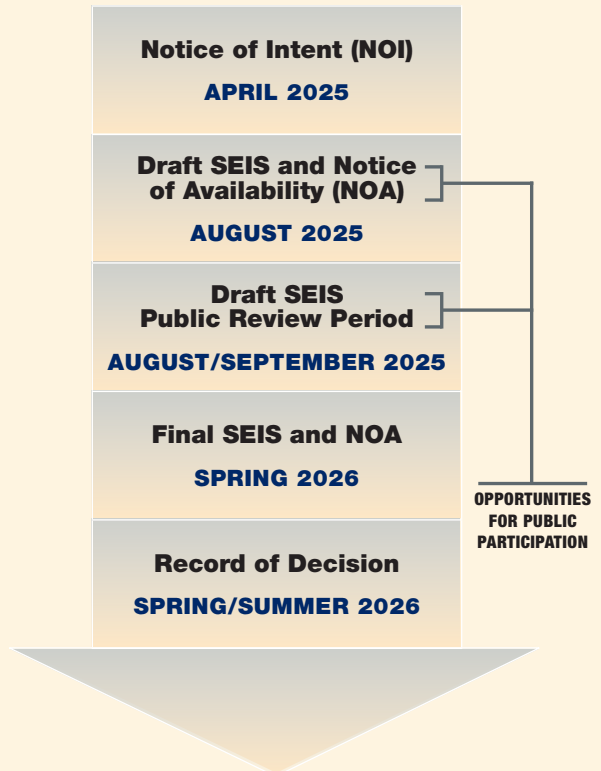 Notice of Intent (NOI)
APRIL 2025
Draft SEIS and Notice
of Availability (NOA)
AUGUST 2025
Draft SEIS
Public Review Period
AUGUST/SEPTEMBER 2025
Final SEIS and NOA
SPRING 2026
OPPORTUNITIES
FOR PUBLIC
PARTICIPATION
Record of Decision
SPRING/SUMMER 2026